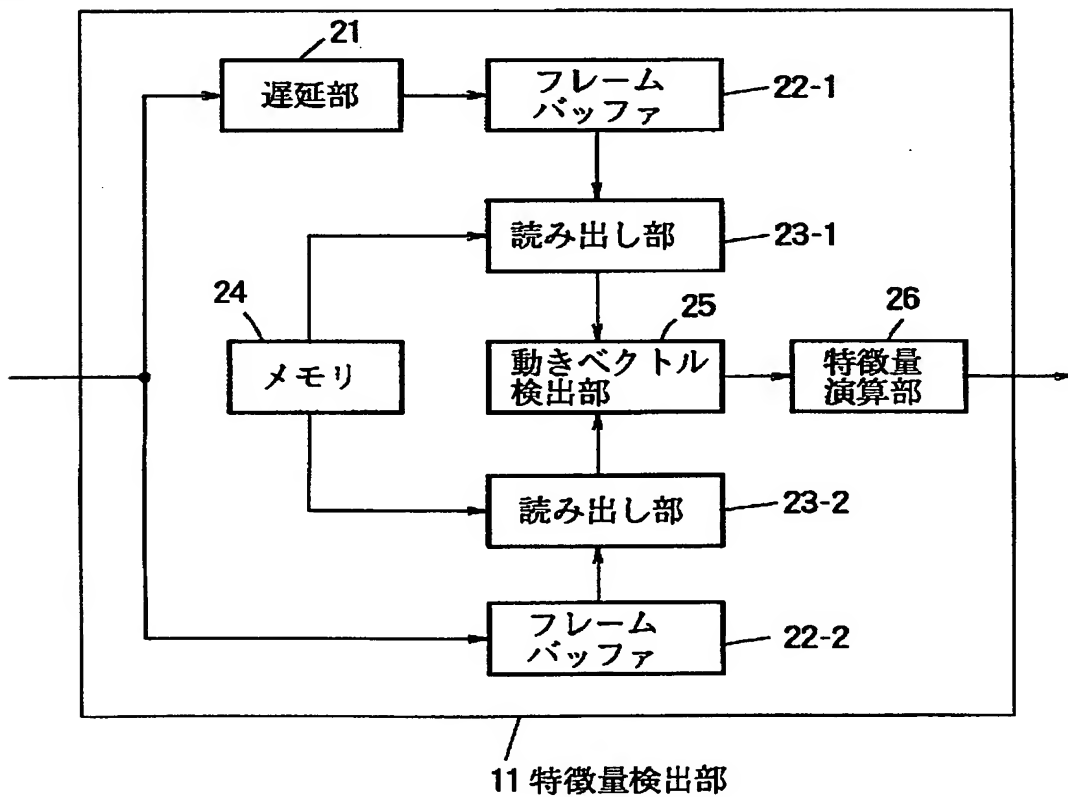 21
遅延部
フレーム
バッファ
22-1
読み出し部
23-1
24
メモリ
25
動きベクトル
検出部
26
特徴量
演算部
読み出し部
23-2
フレーム
バッファ
22-2
11 特徴量検出部